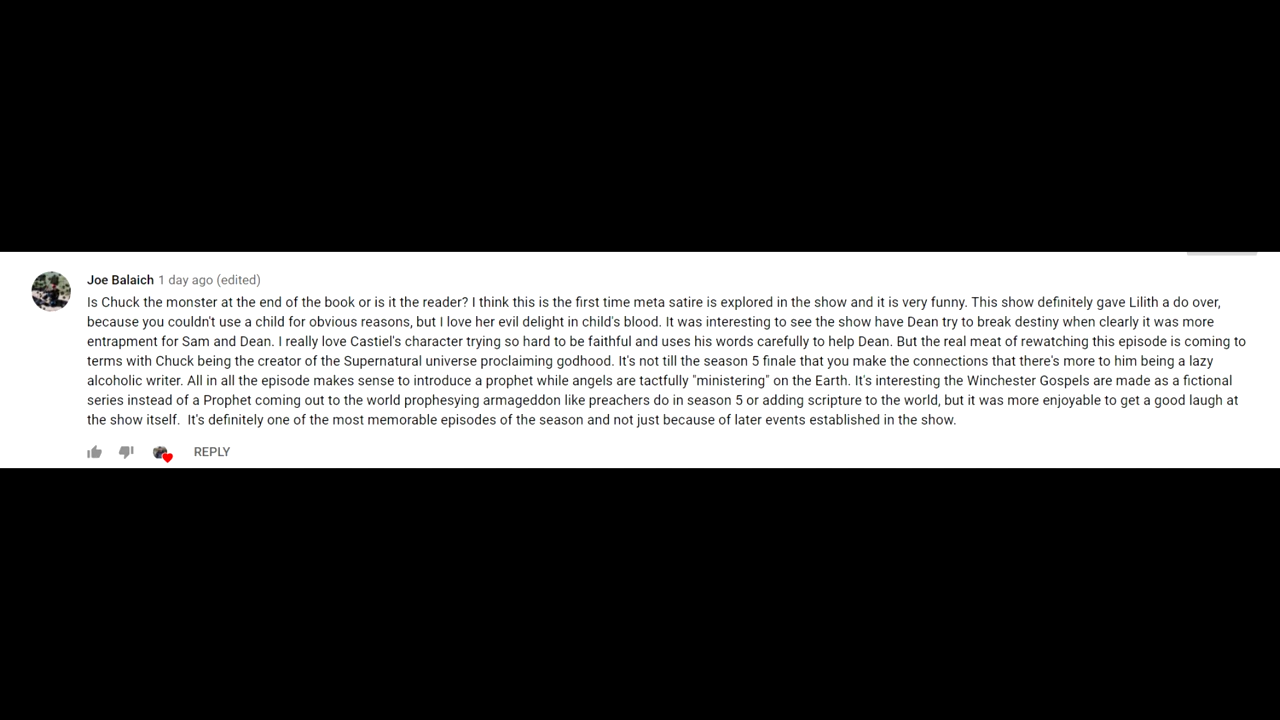 Joe Balaich 1 day ago (edited)
Is Chuck the monster at the end of the book or is it the reader? I think this is the first time meta satire is explored in the show and it is very funny. This show definitely gave Lilith a do over,
because you couldn't use a child for obvious reasons, but I love her evil delight in child's blood. It was interesting to see the show have Dean try to break destiny when clearly it was more
entrapment for Sam and Dean. I really love Castiel's character trying so hard to be faithful and uses his words carefully to help Dean. But the real meat of rewatching this episode is coming to
terms with Chuck being the creator of the Supernatural universe proclaiming godhood. It's not till the season 5 finale that you make the connections that there's more to him being a lazy
alcoholic writer. All in all the episode makes sense to introduce a prophet while angels are tactfully "ministering" on the Earth. It's interesting the Winchester Gospels are made as a fictional
series instead of a Prophet coming out to the world prophesying armageddon like preachers do in season 5 or adding scripture to the world, but it was more enjoyable to get a good laugh at
the show itself.  It's definitely one of the most memorable episodes of the season and not just because of later events established in the show.
REPLY